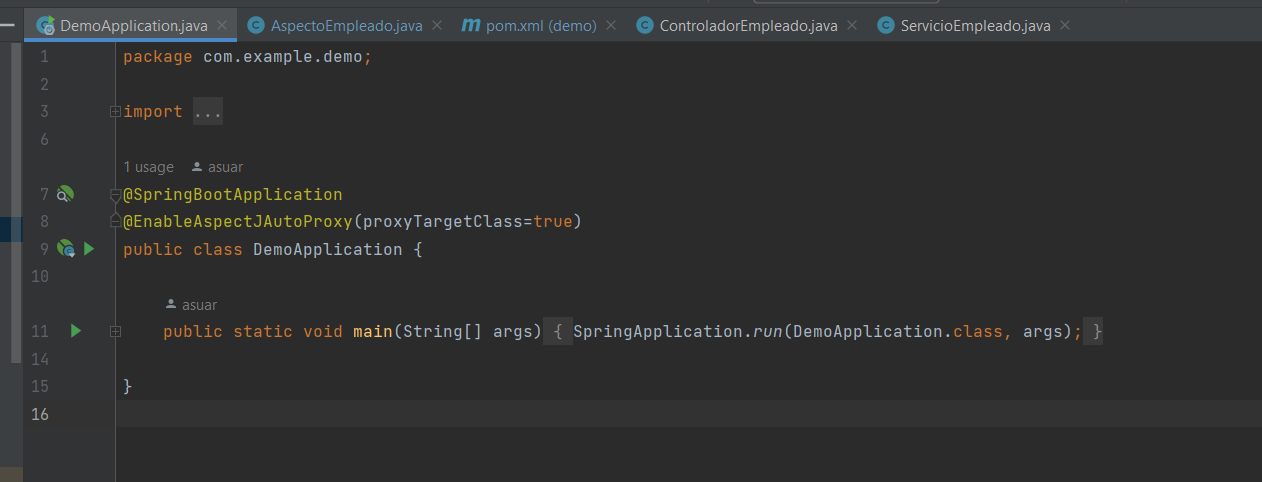 DemoApplication.java AspectoEmpleado.java pom.xml (demo) ControladorEmpleado.java ServicioEmpleado.java
1 package com.example.demo;
2
3 import ...
6
1 usage asuar
7 @SpringBootApplication
8 @EnableAspectJAutoProxy(proxyTargetClass=true)
9 public class DemoApplication {
10
asuar
11 public static void main(String[] args) { SpringApplication.run(DemoApplication.class, args); }
14
15 }
16